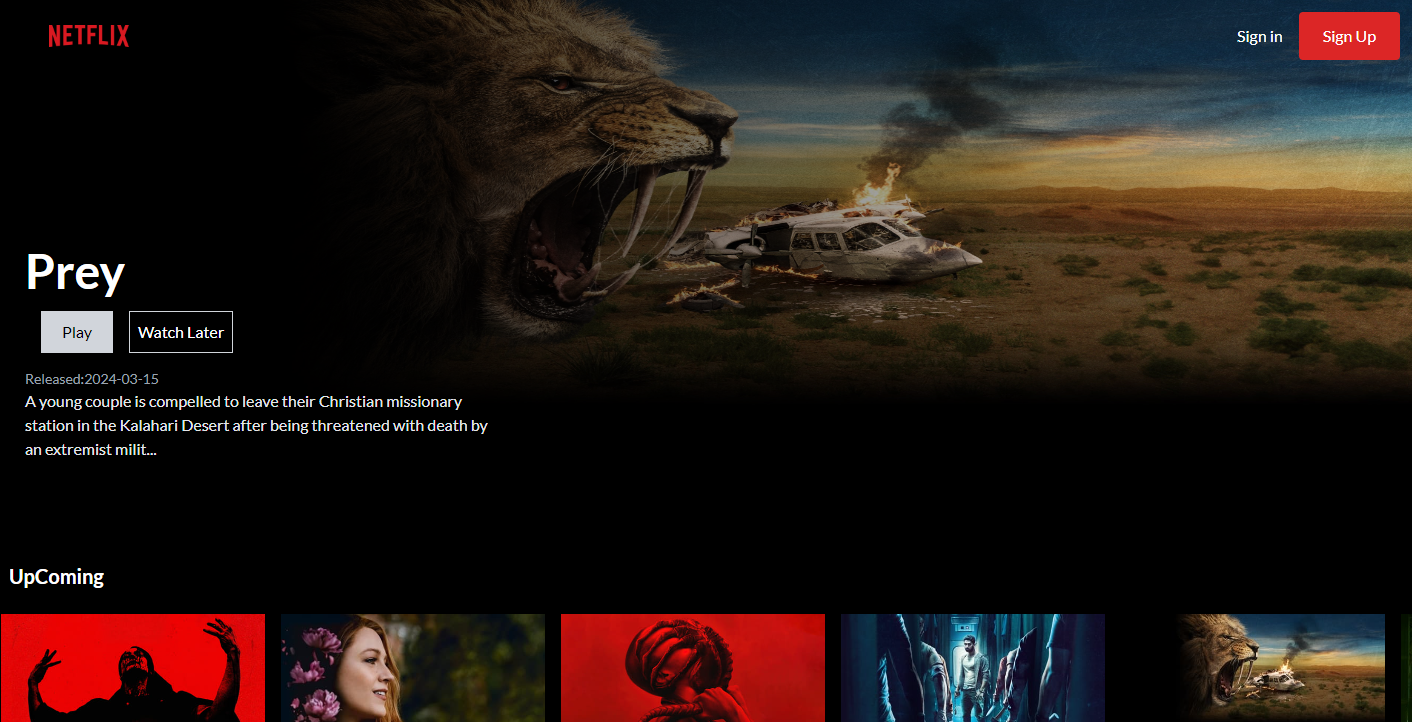 NETFLIX
Sign in
Sign Up
Prey
Play
Watch Later
Released:2024-03-15
A young couple is compelled to leave their Christian missionary
station in the Kalahari Desert after being threatened with death by
an extremist milit...
UpComing